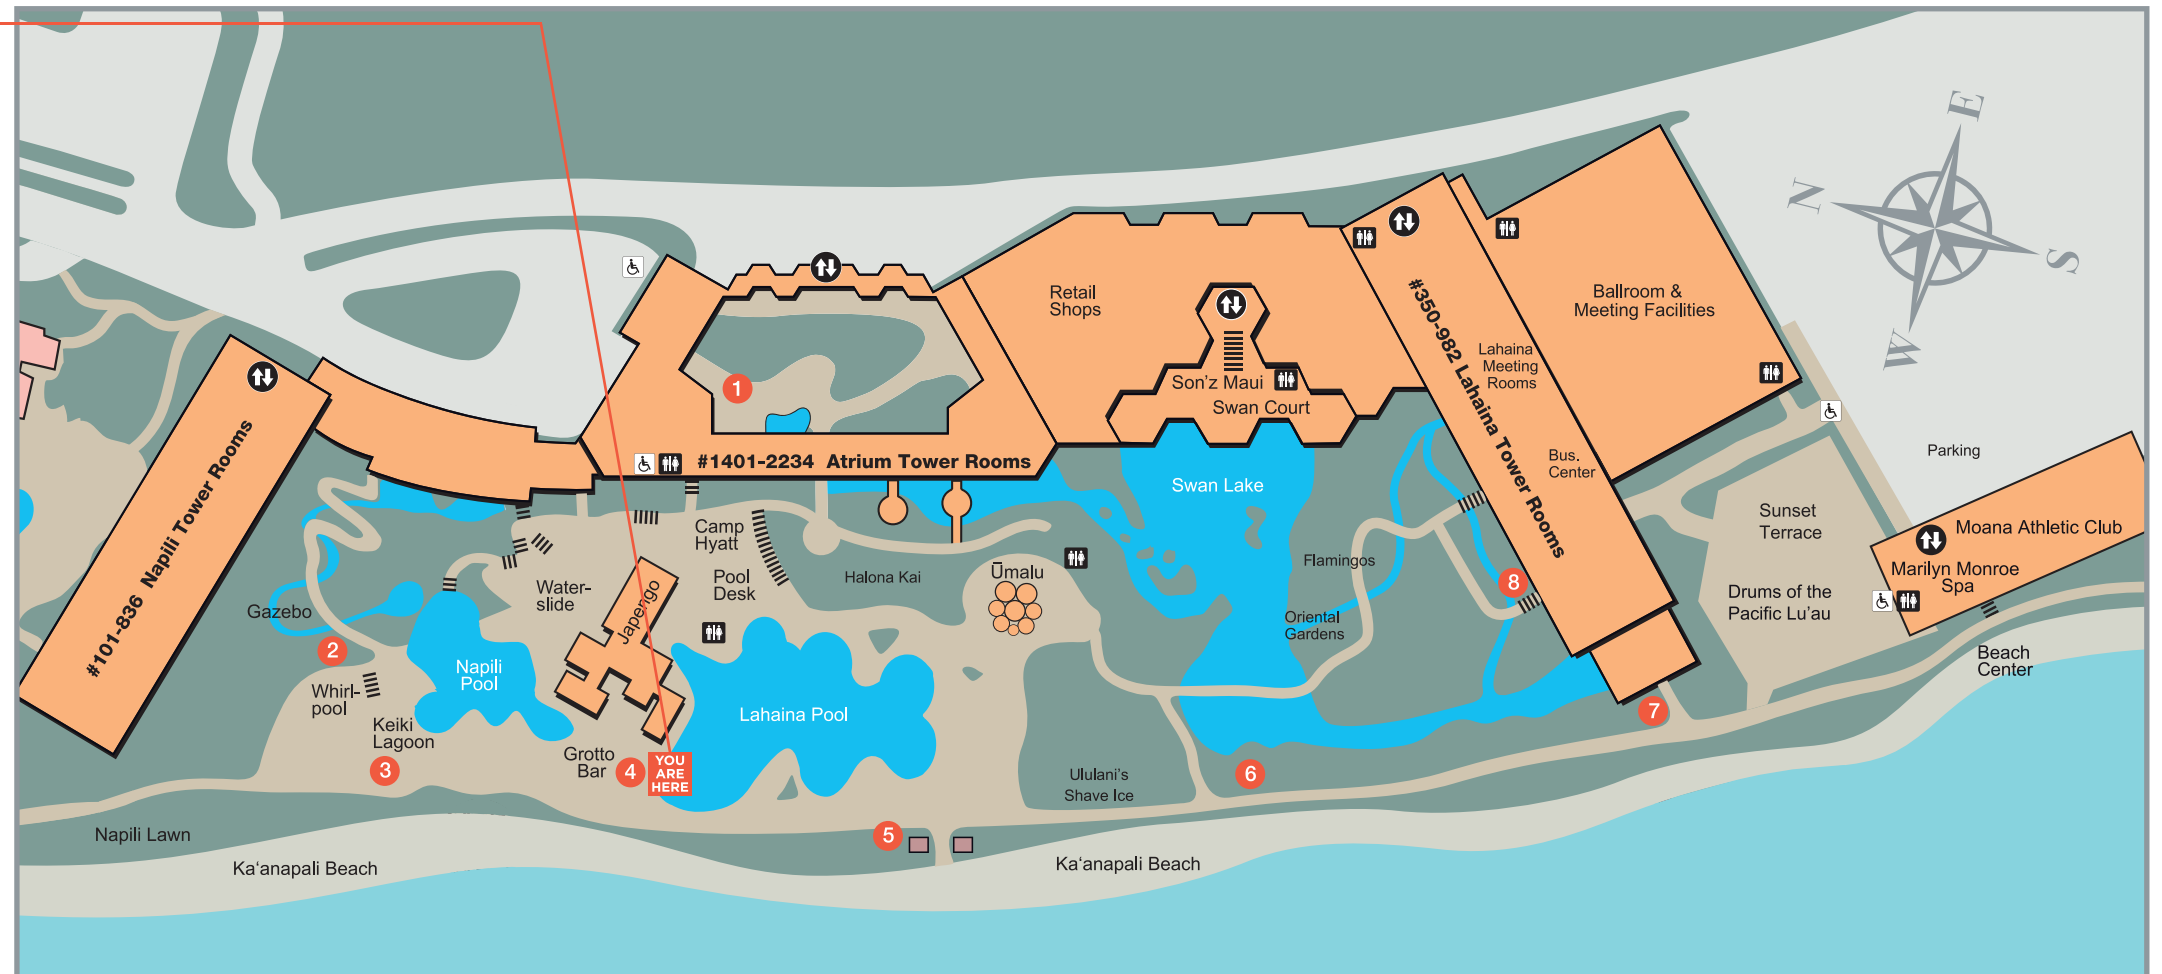 E
N
S
W
Retail
Shops
Ballroom &
Meeting Facilities
#350-982 Lahaina Tower Rooms
Lahaina
Meeting
Rooms
Son'z Maui
Swan Court
1
#101-836 Napili Tower Rooms
#1401-2234 Atrium Tower Rooms
Bus.
Center
Parking
Swan Lake
Sunset
Terrace
Moana Athletic Club
Camp
Hyatt
Marilyn Monroe
Spa
Flamingos
Halona Kai
Ūmalu
Pool
Desk
Water-
slide
Japengo
8
Drums of the
Pacific Lu'au
Gazebo
Oriental
Gardens
2
Napili
Pool
Beach
Center
Whirl-
pool
Lahaina Pool
7
Keiki
Lagoon
3
Grotto
Bar
4
YOU
ARE
HERE
6
Ululani's
Shave Ice
5
Napili Lawn
Ka‘anapali Beach
Ka‘anapali Beach